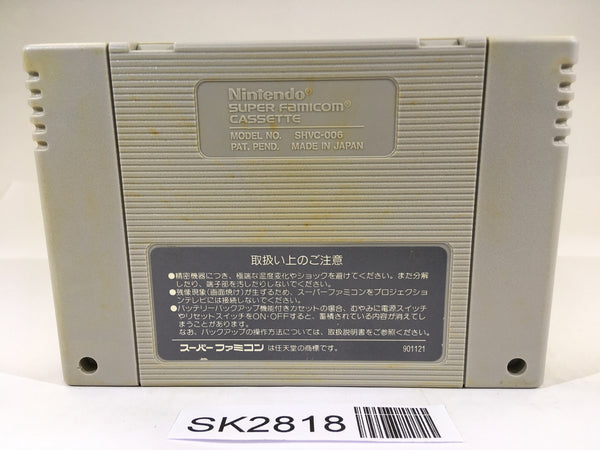 Nintendo®
SUPER FAMICOM®
CASSETTE
MODEL NO. SHVC-006
PAT. PEND. MADE IN JAPAN
取扱い上のご注意
●精密機器につき、極端な温度変化やショックを避けてください。また分解
したり、端子部を汚したりしないでください。
●残像現象(画面焼け)が生ずるため、スーパーファミコンをプロジェクショ
ンテレビには接続しないでください。
●バッテリーバックアップ機能付きカセットの場合、むやみに電源スイッチ
やリセットスイッチをON・OFFすると、蓄積されている内容が消えてし
まうことがあります。
なお、バックアップの操作方法については、取扱説明書をご参照ください。
スーパーファミコン は任天堂の商標です。 901121
SK2818